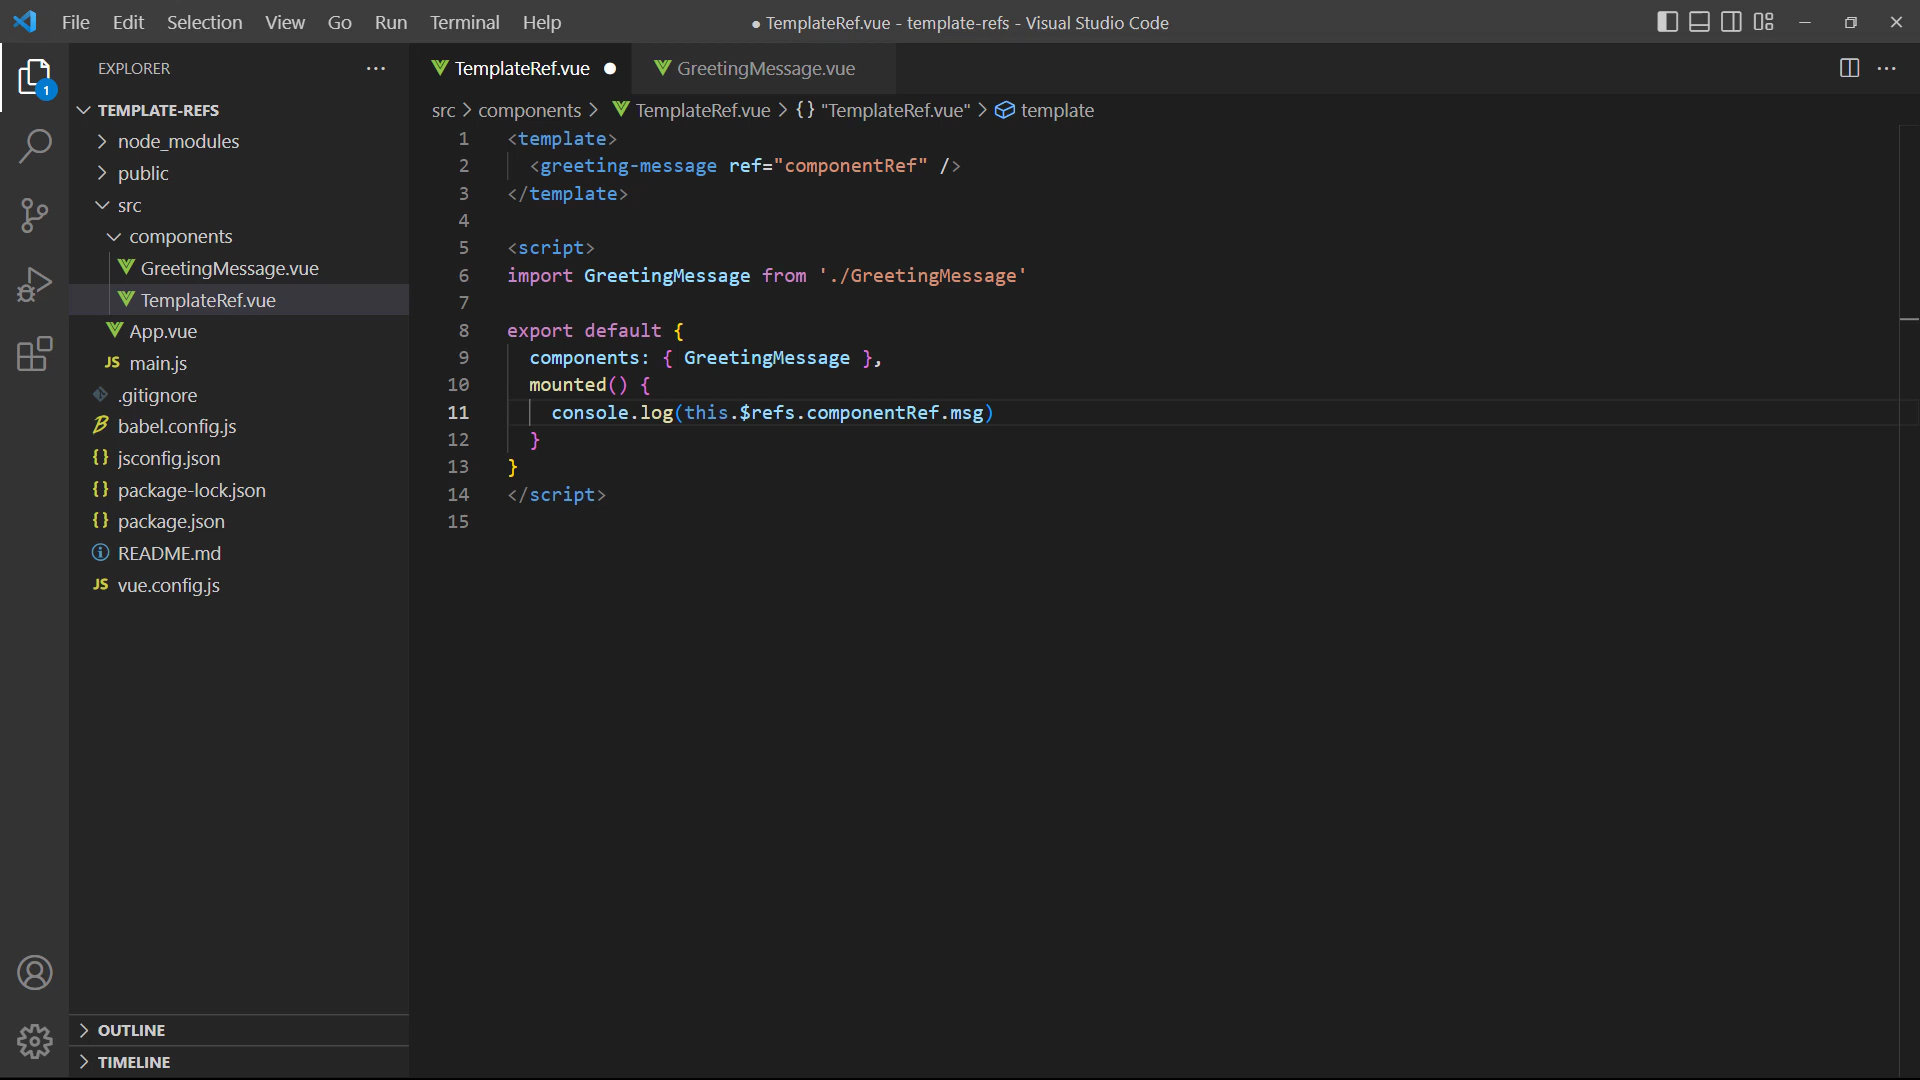 File Edit Selection View Go Run Terminal Help
● TemplateRef.vue - template-refs - Visual Studio Code
EXPLORER
1
TEMPLATE-REFS
node_modules
public
src
components
GreetingMessage.vue
TemplateRef.vue
App.vue
JS main.js
.gitignore
babel.config.js
{} jsconfig.json
{} package-lock.json
{} package.json
README.md
JS vue.config.js
OUTLINE
TIMELINE
TemplateRef.vue ● GreetingMessage.vue
src > components > TemplateRef.vue > {} "TemplateRef.vue" > template
1 <template>
2 <greeting-message ref="componentRef" />
3 </template>
4
5 <script>
6 import GreetingMessage from './GreetingMessage'
7
8 export default {
9 components: { GreetingMessage },
10 mounted() {
11 console.log(this.$refs.componentRef.msg)
12 }
13 }
14 </script>
15